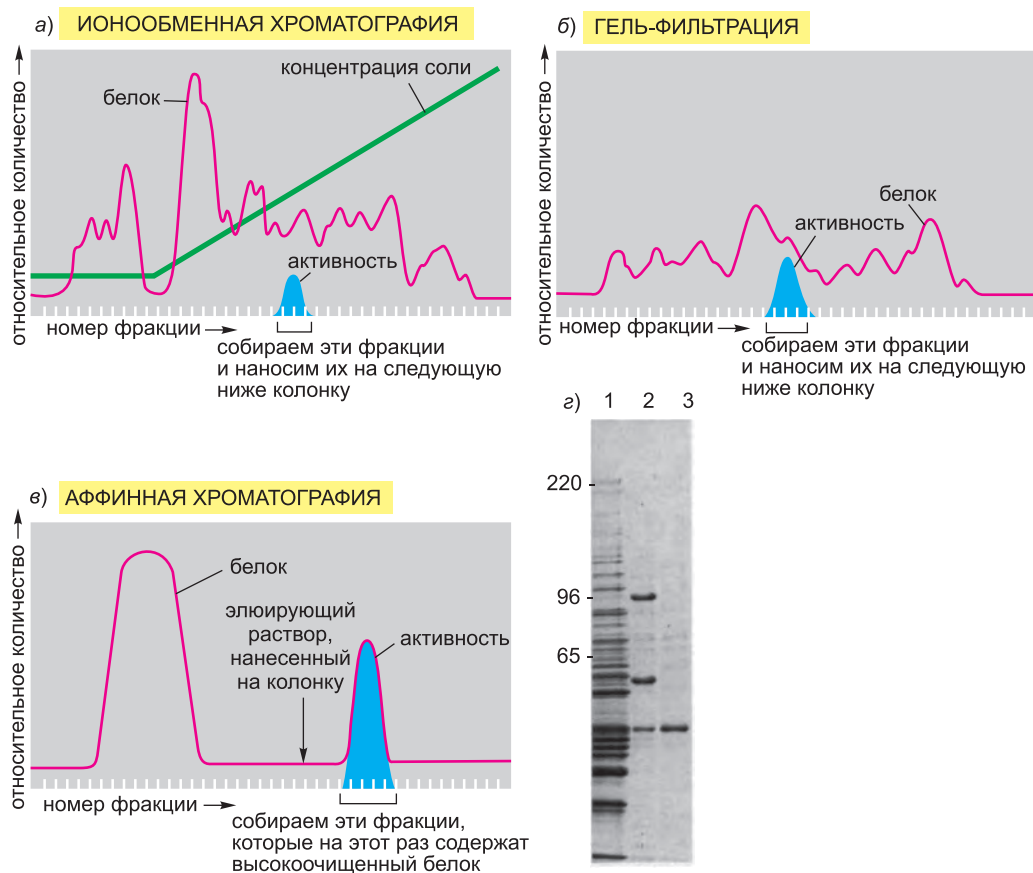 а) ИОНООБМЕННАЯ ХРОМАТОГРАФИЯ
относительное количество
концентрация соли
белок
активность
номер фракции
собираем эти фракции
и наносим их на следующую
ниже колонку
б) ГЕЛЬ-ФИЛЬТРАЦИЯ
относительное количество
белок
активность
номер фракции
собираем эти фракции
и наносим их на следующую
ниже колонку
в) АФФИННАЯ ХРОМАТОГРАФИЯ
относительное количество
белок
элюирующий
раствор,
нанесенный
на колонку
активность
номер фракции
собираем эти фракции,
которые на этот раз содержат
высокоочищенный белок
г) 1 2 3
220
96
65